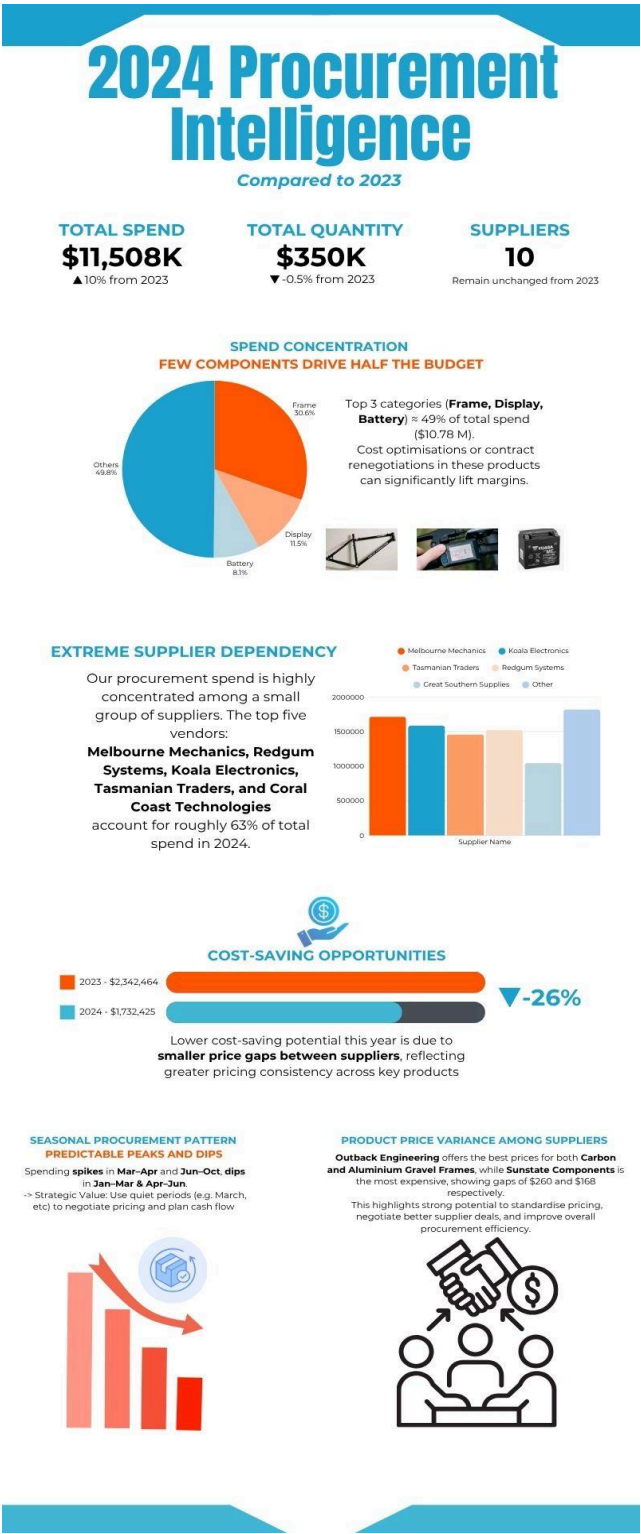 2024 Procurement
Intelligence
Compared to 2023
TOTAL SPEND
$11,508K
▲10% from 2023
TOTAL QUANTITY
$350K
▼-0.5% from 2023
SUPPLIERS
10
Remain unchanged from 2023
SPEND CONCENTRATION
FEW COMPONENTS DRIVE HALF THE BUDGET
Frame
30.6%
Others
49.8%
Display
11.5%
Battery
8.1%
Top 3 categories (Frame, Display,
Battery) ≈ 49% of total spend
($10.78 M).
Cost optimisations or contract
renegotiations in these products
can significantly lift margins.
EXTREME SUPPLIER DEPENDENCY
Our procurement spend is highly
concentrated among a small
group of suppliers. The top five
vendors:
Melbourne Mechanics, Redgum
Systems, Koala Electronics,
Tasmanian Traders, and Coral
Coast Technologies
account for roughly 63% of total
spend in 2024.
Melbourne Mechanics Koala Electronics
Tasmanian Traders Redgum Systems
Great Southern Supplies Other
2000000
1500000
1000000
500000
0
Supplier Name
$
COST-SAVING OPPORTUNITIES
2023 - $2,342,464
2024 - $1,732,425
▼-26%
Lower cost-saving potential this year is due to
smaller price gaps between suppliers, reflecting
greater pricing consistency across key products
SEASONAL PROCUREMENT PATTERN
PREDICTABLE PEAKS AND DIPS
Spending spikes in Mar–Apr and Jun–Oct, dips
in Jan–Mar & Apr–Jun.
-> Strategic Value: Use quiet periods (e.g. March,
etc) to negotiate pricing and plan cash flow
PRODUCT PRICE VARIANCE AMONG SUPPLIERS
Outback Engineering offers the best prices for both Carbon
and Aluminium Gravel Frames, while Sunstate Components is
the most expensive, showing gaps of $260 and $168
respectively.
This highlights strong potential to standardise pricing,
negotiate better supplier deals, and improve overall
procurement efficiency.
$